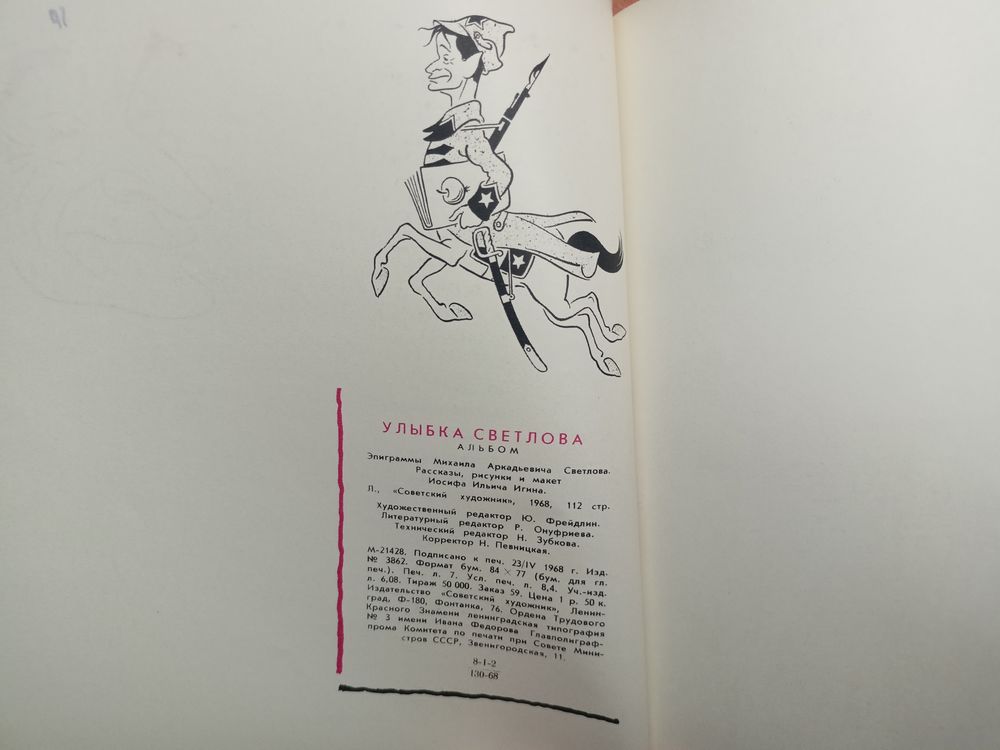 УЛЫБКА СВЕТЛОВА
АЛЬБОМ
Эпиграммы Михаила Аркадьевича Светлова.
Рассказы, рисунки и макет
Иосифа Ильича Игина.
Л., «Советский художник», 1968, 112 стр.
Художественный редактор Ю. Фрейдлин.
Литературный редактор Р. Онуфриева.
Технический редактор Н. Зубкова.
Корректор Н. Певницкая.
М-21428. Подписано к печ. 23/IV 1968 г. Изд.
№ 3862. Формат бум. 84 × 77 (бум. для гл.
печ.). Печ. л. 7. Усл. печ. л. 8,4. Уч.-изд.
л. 6,08. Тираж 50 000. Заказ 59. Цена 1 р. 50 к.
Издательство «Советский художник», Ленин-
град, Ф-180, Фонтанка, 76. Ордена Трудового
Красного Знамени ленинградская типография
№ 3 имени Ивана Федорова Главполиграф-
прома Комитета по печати при Совете Мини-
стров СССР, Звенигородская, 11.
8-1-2
130-68